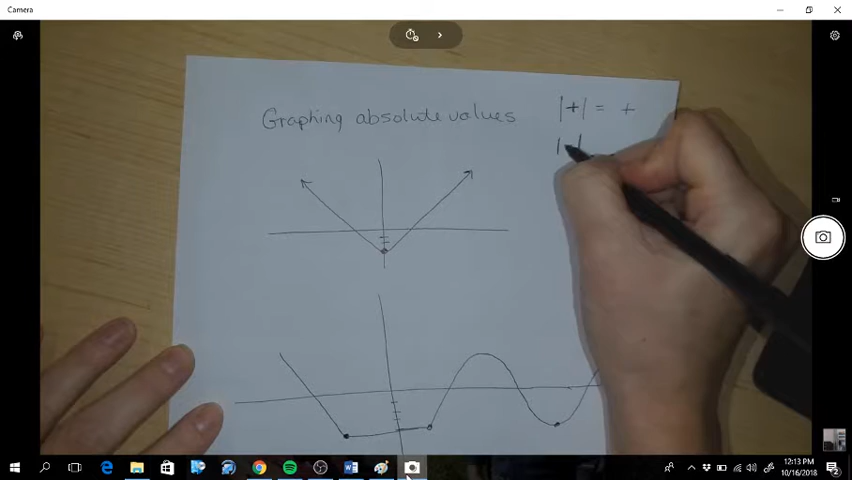 Camera
Graphing absolute values
|+| = +
12:13 PM
10/16/2018